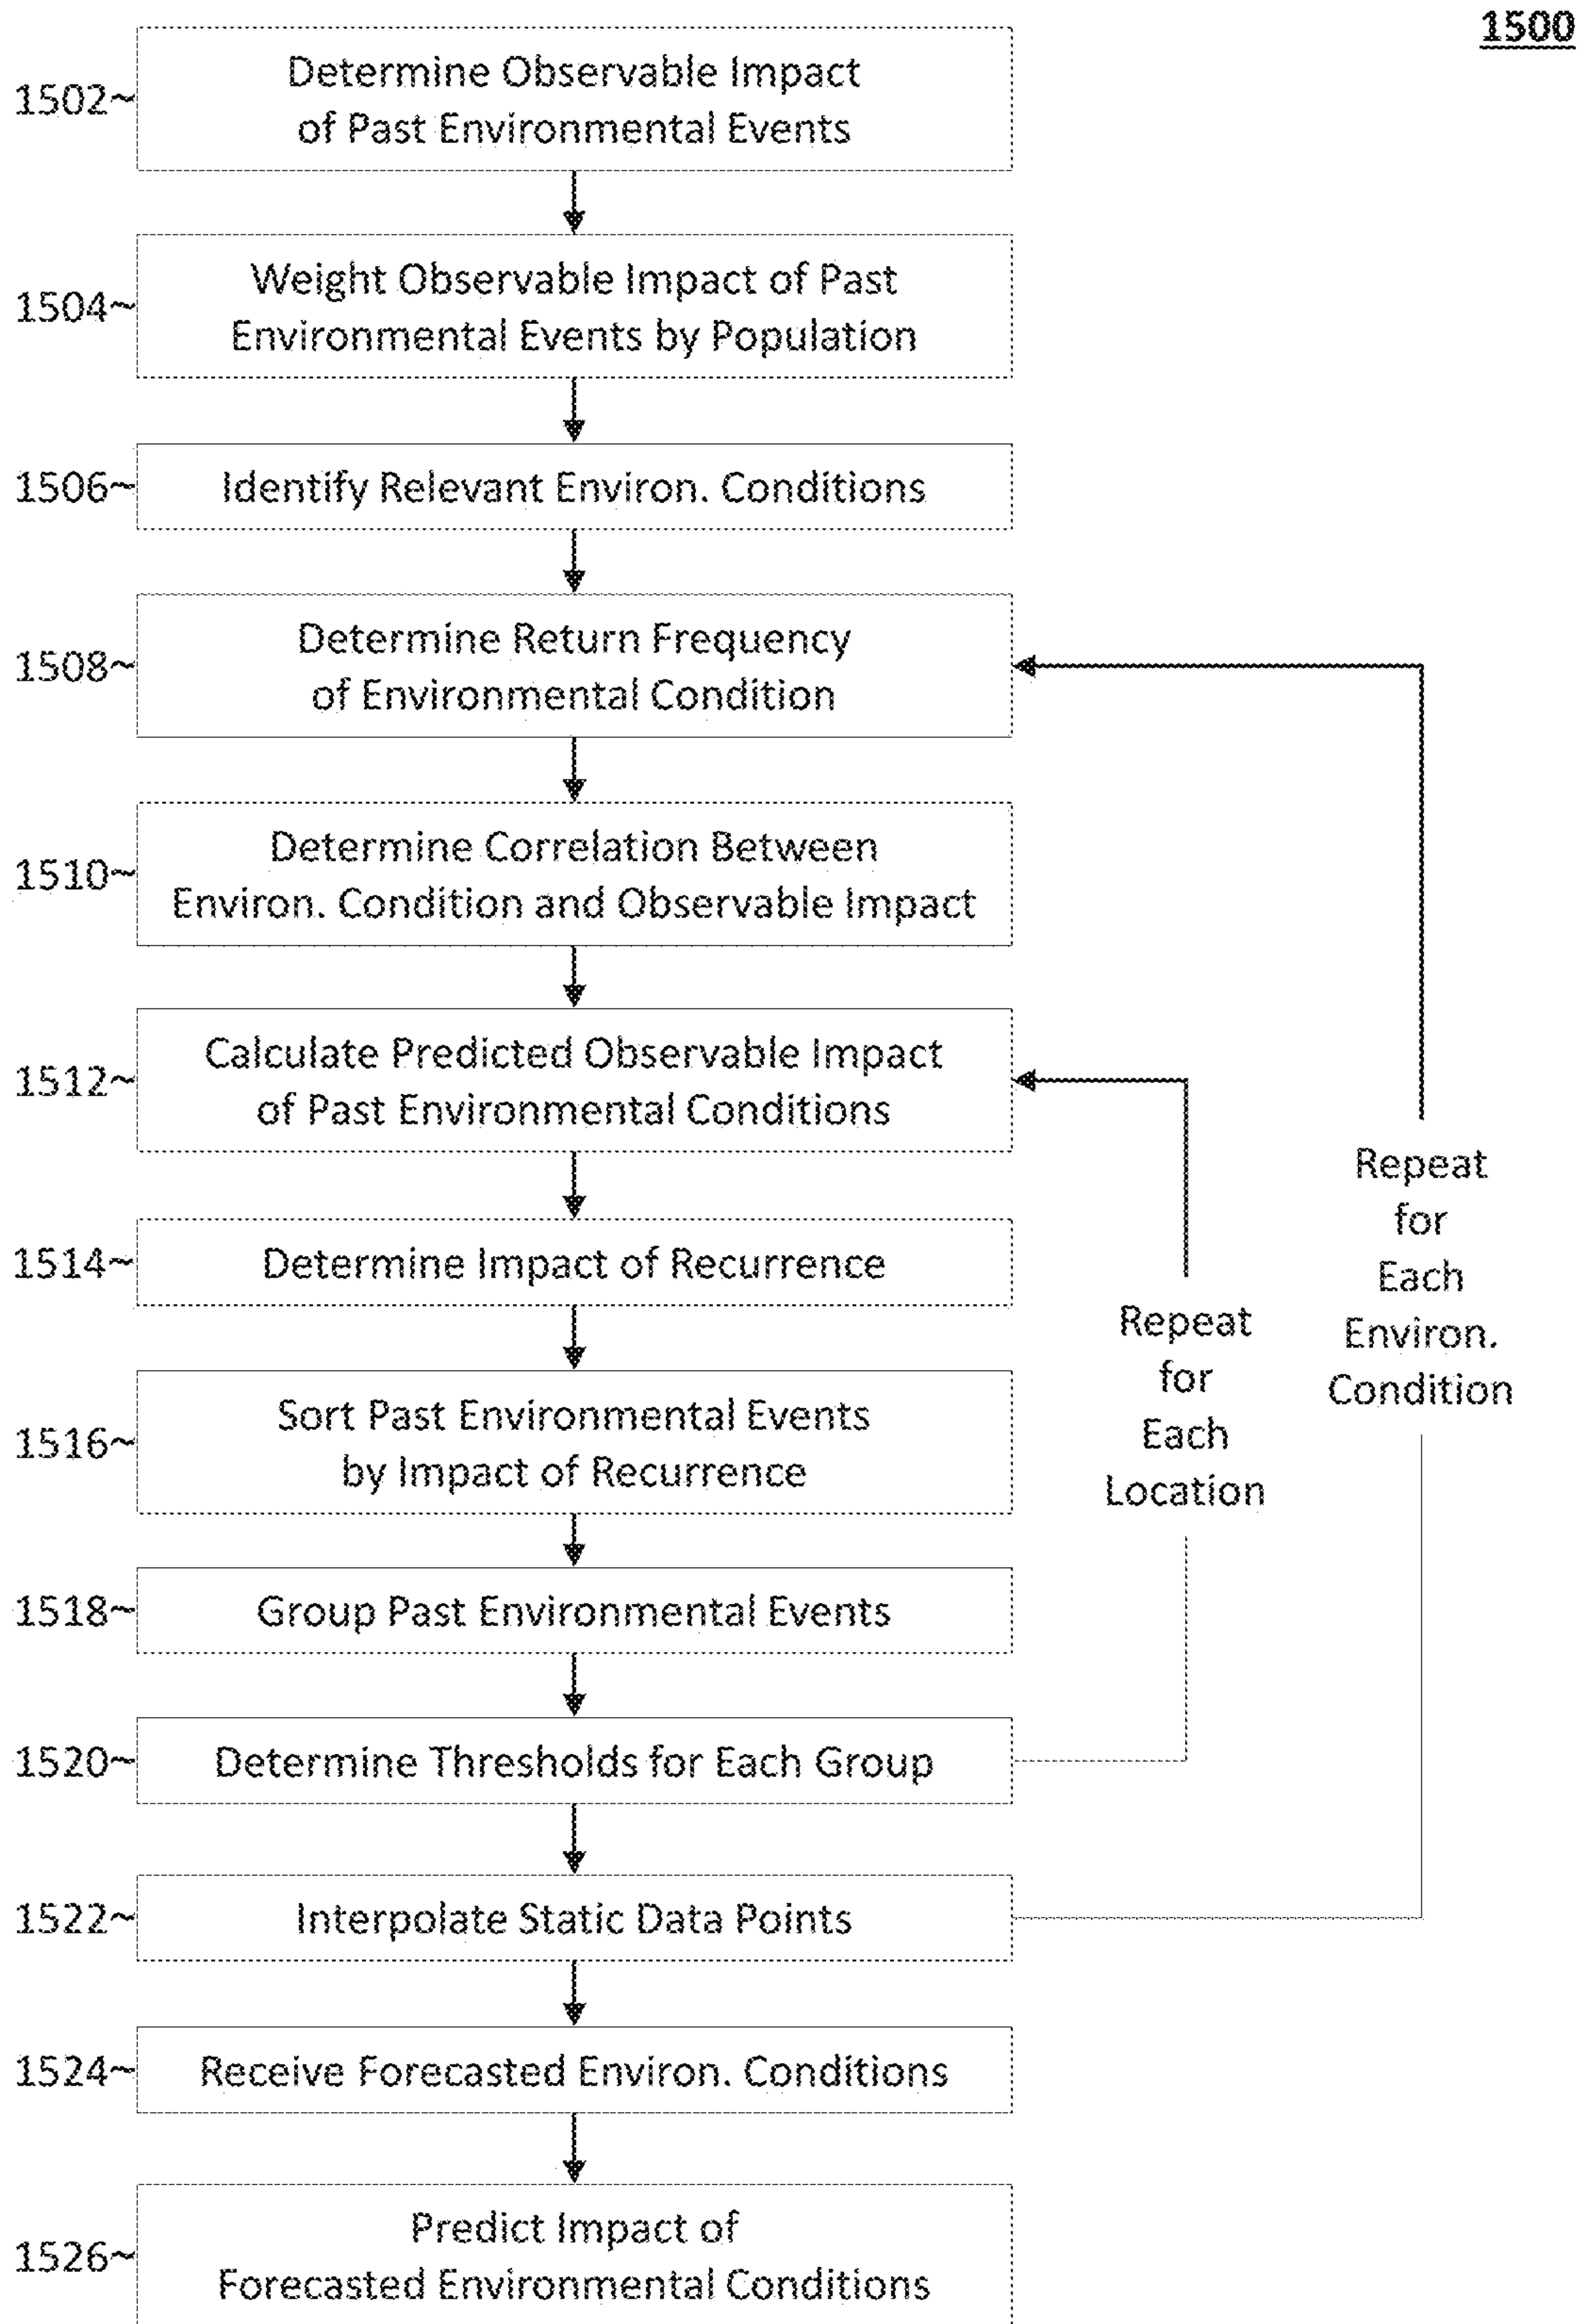 1500
1502~
Determine Observable Impact
of Past Environmental Events
1504~
Weight Observable Impact of Past
Environmental Events by Population
1506~
Identify Relevant Environ. Conditions
1508~
Determine Return Frequency
of Environmental Condition
1510~
Determine Correlation Between
Environ. Condition and Observable Impact
1512~
Calculate Predicted Observable Impact
of Past Environmental Conditions
1514~
Determine Impact of Recurrence
1516~
Sort Past Environmental Events
by Impact of Recurrence
1518~
Group Past Environmental Events
1520~
Determine Thresholds for Each Group
1522~
Interpolate Static Data Points
1524~
Receive Forecasted Environ. Conditions
1526~
Predict Impact of
Forecasted Environmental Conditions
Repeat
for
Each
Location
Repeat
for
Each
Environ.
Condition